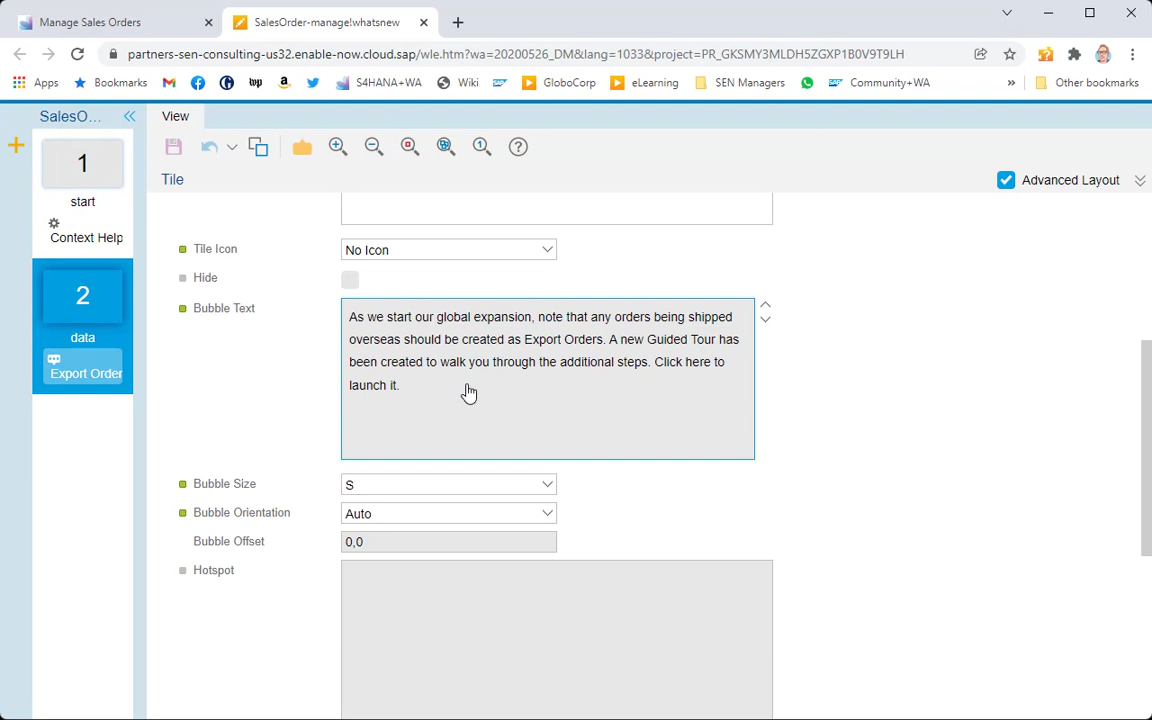 Manage Sales Orders
SalesOrder-manage!whatsnew
partners-sen-consulting-us32.enable-now.cloud.sap/wle.htm?wa=20200526_DM&lang=1033&project=PR_GKSMY3MLDH5ZGXP1B0V9T9LH
Apps
Bookmarks
wp
S4HANA+WA
Wiki
SAP
GloboCorp
eLearning
SEN Managers
Community+WA
»
Other bookmarks
SalesO...
View
Tile
Advanced Layout
1
start
Context Help
2
data
Export Order
Tile Icon
No Icon
Hide
Bubble Text
As we start our global expansion, note that any orders being shipped
overseas should be created as Export Orders. A new Guided Tour has
been created to walk you through the additional steps. Click here to
launch it.
Bubble Size
S
Bubble Orientation
Auto
Bubble Offset
0,0
Hotspot